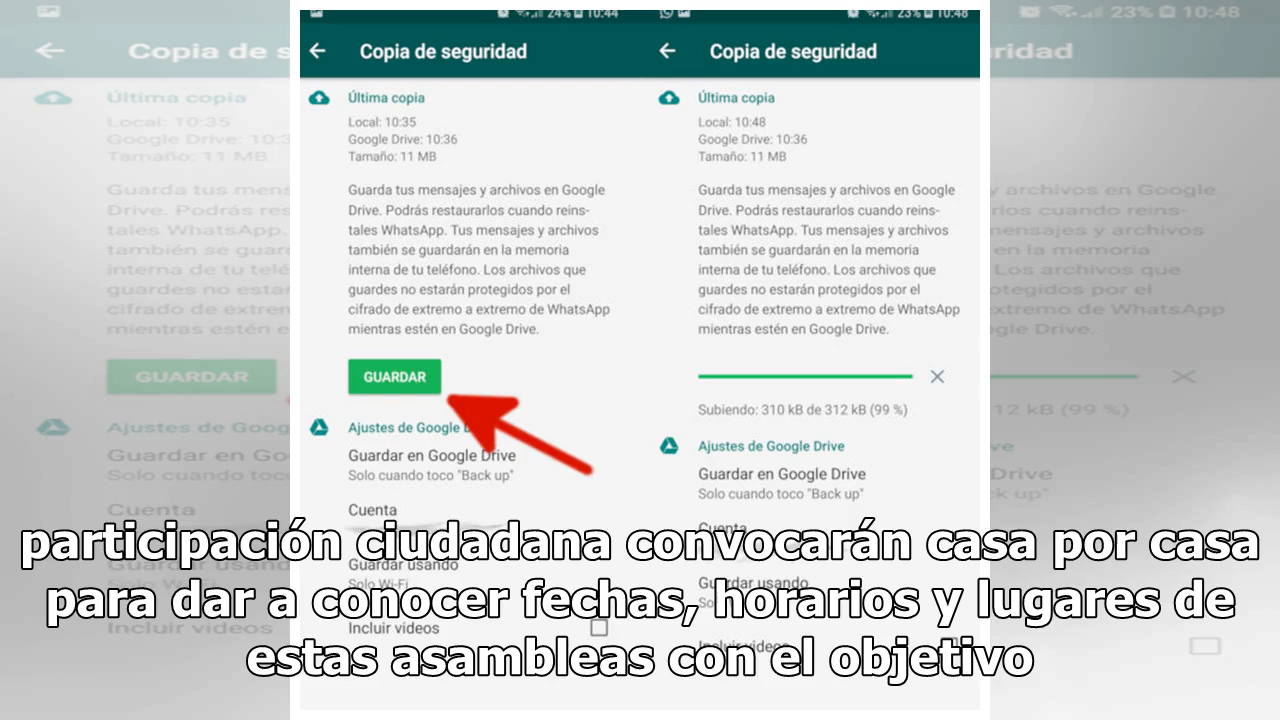 24% 10:44
Copia de seguridad
Última copia
Local: 10:35
Google Drive: 10:36
Tamaño: 11 MB
Guarda tus mensajes y archivos en Google
Drive. Podrás restaurarlos cuando reins-
tales WhatsApp. Tus mensajes y archivos
también se guardarán en la memoria
interna de tu teléfono. Los archivos que
guardes no estarán protegidos por el
cifrado de extremo a extremo de WhatsApp
mientras estén en Google Drive.
GUARDAR
Ajustes de Google D
Guardar en Google Drive
Solo cuando toco "Back up"
Cuenta
Guardar usando
Solo Wi-Fi
Incluir videos
23% 10:48
Copia de seguridad
Última copia
Local: 10:48
Google Drive: 10:36
Tamaño: 11 MB
Guarda tus mensajes y archivos en Google
Drive. Podrás restaurarlos cuando reins-
tales WhatsApp. Tus mensajes y archivos
también se guardarán en la memoria
interna de tu teléfono. Los archivos que
guardes no estarán protegidos por el
cifrado de extremo a extremo de WhatsApp
mientras estén en Google Drive.
Subiendo: 310 kB de 312 kB (99 %)
Ajustes de Google Drive
Guardar en Google Drive
Solo cuando toco "Back up"
Cuenta
Guardar usando
So
Incluir videos
participación ciudadana convocarán casa por casa
para dar a conocer fechas, horarios y lugares de
estas asambleas con el objetivo